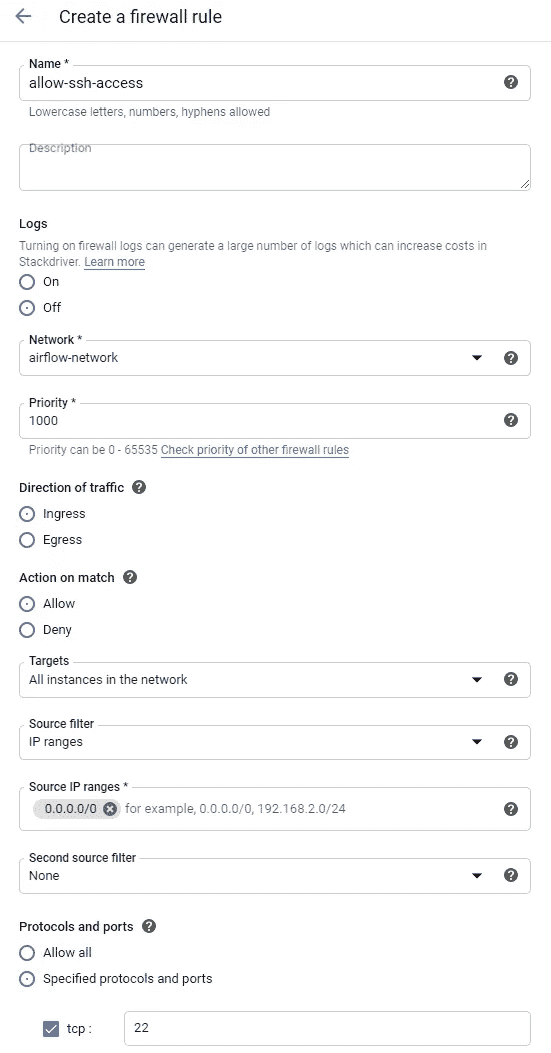 Create a firewall rule
Name *
allow-ssh-access
Lowercase letters, numbers, hyphens allowed
Description
Logs
Turning on firewall logs can generate a large number of logs which can increase costs in
Stackdriver. Learn more
On
Off
Network *
airflow-network
Priority *
1000
Priority can be 0 - 65535 Check priority of other firewall rules
Direction of traffic
Ingress
Egress
Action on match
Allow
Deny
Targets
All instances in the network
Source filter
IP ranges
Source IP ranges *
0.0.0.0/0 for example, 0.0.0.0/0, 192.168.2.0/24
Second source filter
None
Protocols and ports
Allow all
Specified protocols and ports
tcp : 22